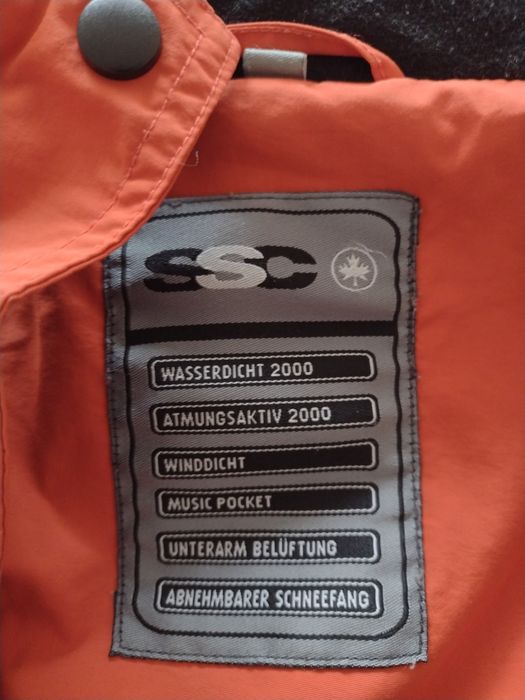 SSC
WASSERDICHT 2000
ATMUNGSAKTIV 2000
WINDDICHT
MUSIC POCKET
UNTERARM BELÜFTUNG
ABNEHMBARER SCHNEEFANG